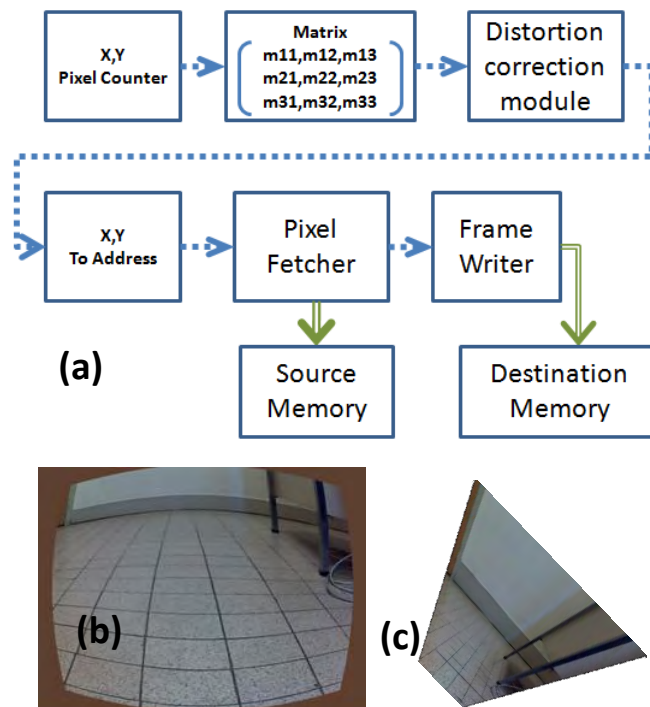 X,Y
Pixel Counter
Matrix
m11,m12,m13
m21,m22,m23
m31,m32,m33
Distortion
correction
module
X,Y
To Address
Pixel
Fetcher
Frame
Writer
(a)
Source
Memory
Destination
Memory
(b)
(c)